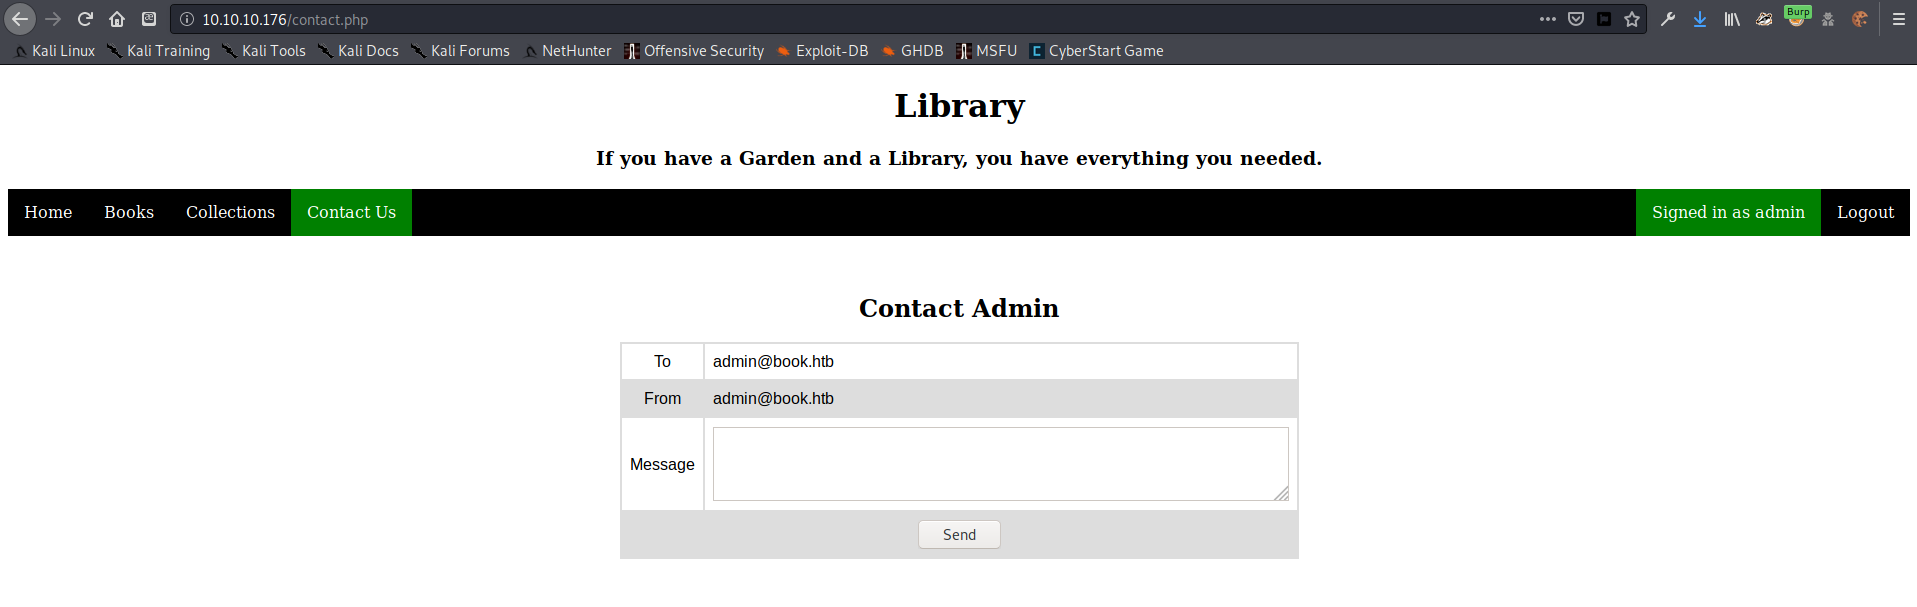 10.10.10.176/contact.php
Burp
Kali Linux Kali Training Kali Tools Kali Docs Kali Forums NetHunter Offensive Security Exploit-DB GHDB MSFU CyberStart Game
Library
If you have a Garden and a Library, you have everything you needed.
Home Books Collections Contact Us Signed in as admin Logout
Contact Admin
To admin@book.htb
From admin@book.htb
Message
Send